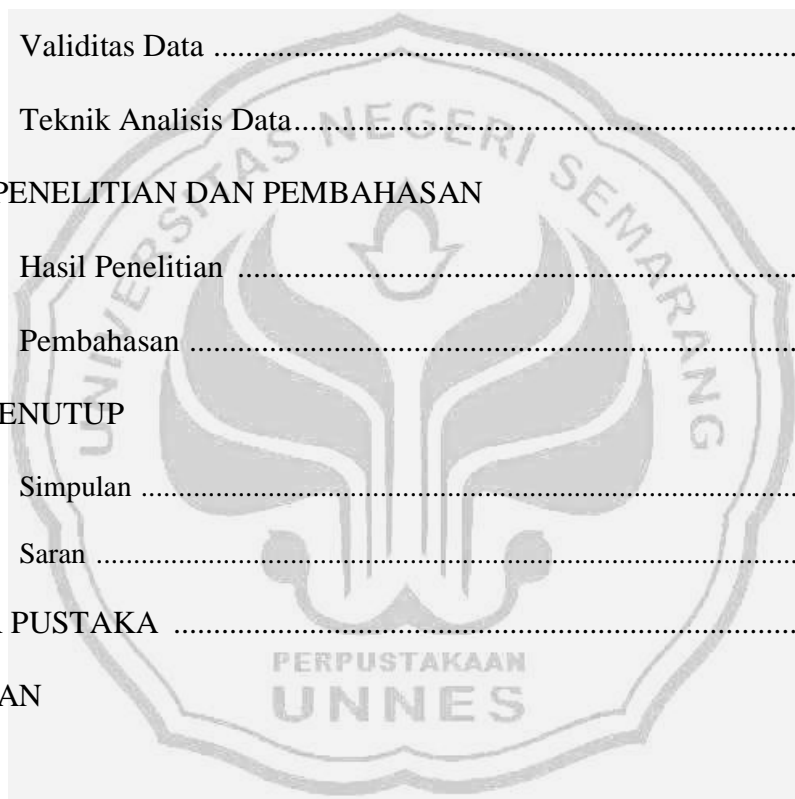 Validitas Data ..........................................................................
Teknik Analisis Data..............................................................
PENELITIAN DAN PEMBAHASAN
Hasil Penelitian .......................................................................
Pembahasan ..............................................................................
ENUTUP
Simpulan ......................................................................................
Saran .............................................................................................
PUSTAKA ..............................................................................
AN
UNIVERSITAS NEGERI SEMARANG
PERPUSTAKAAN
UNNES